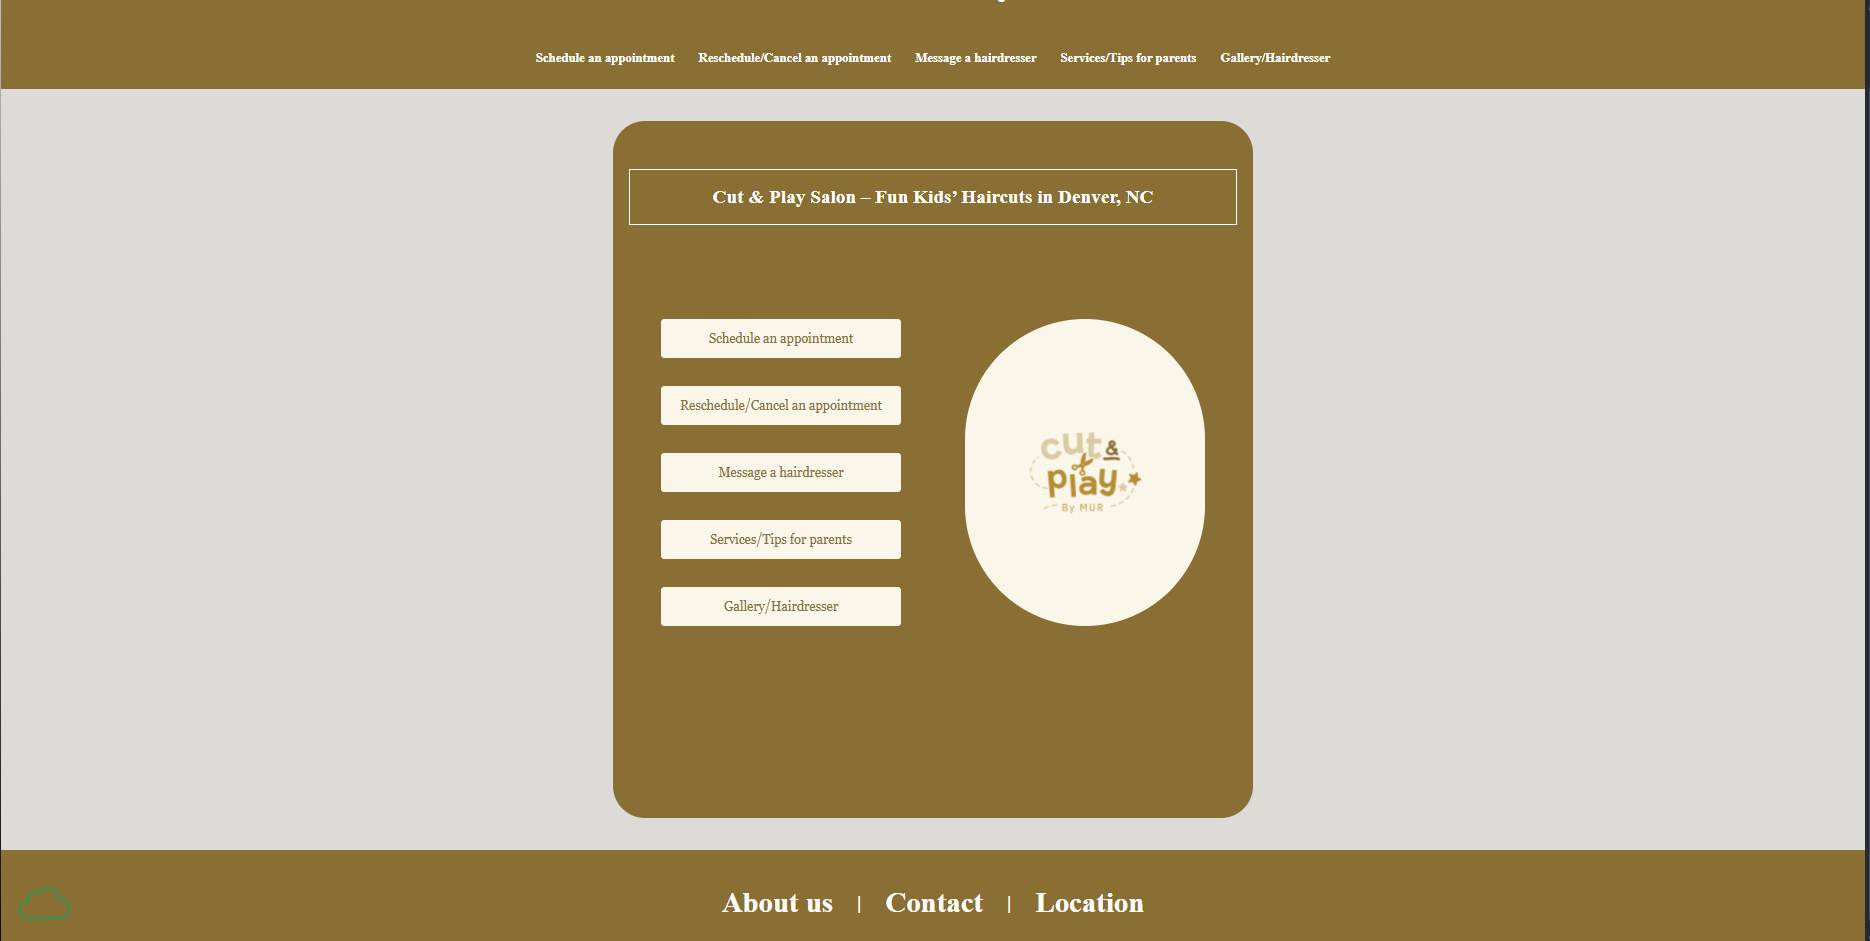 Schedule an appointment Reschedule/Cancel an appointment Message a hairdresser Services/Tips for parents Gallery/Hairdresser
Cut & Play Salon – Fun Kids’ Haircuts in Denver, NC
Schedule an appointment
Reschedule/Cancel an appointment
Message a hairdresser
Services/Tips for parents
Gallery/Hairdresser
cut &
play
By MUR
About us | Contact | Location